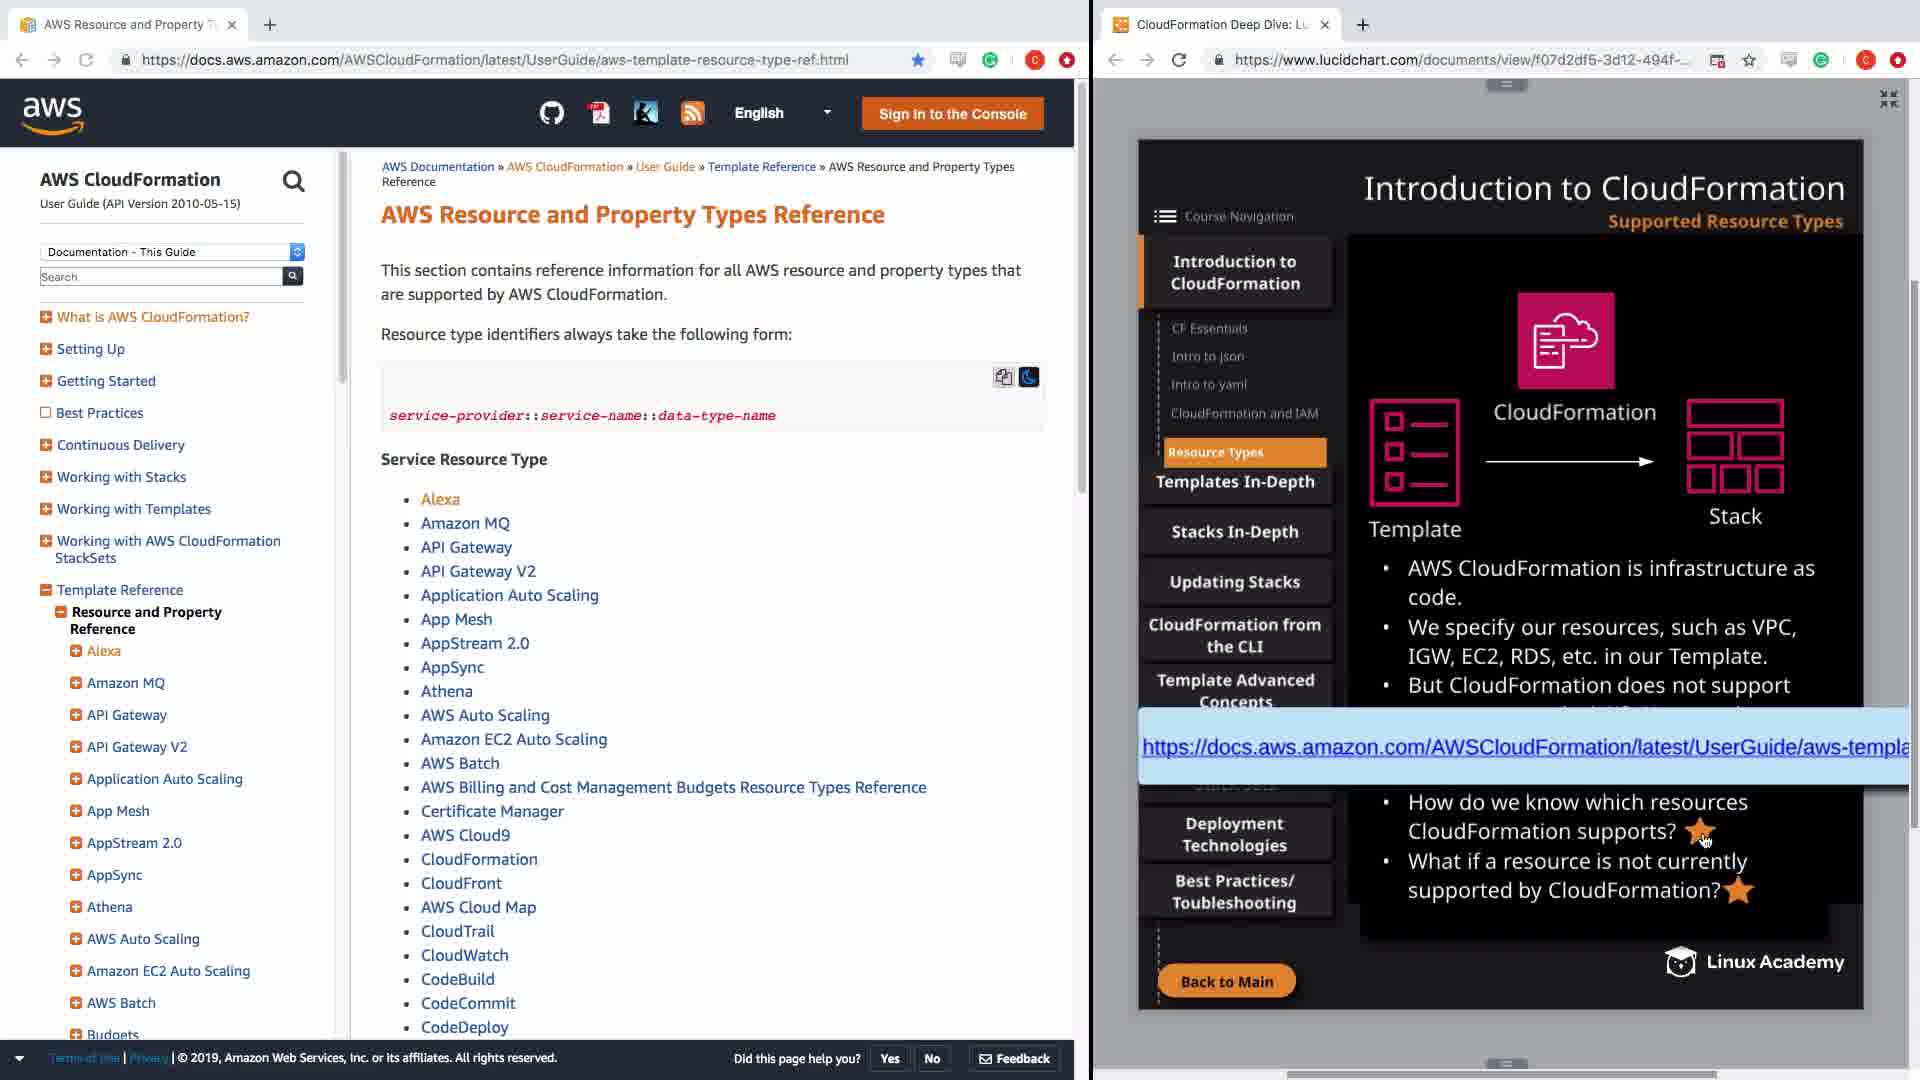 AWS Resource and Property T
https://docs.aws.amazon.com/AWSCloudFormation/latest/UserGuide/aws-template-resource-type-ref.html
aws
English
Sign In to the Console
AWS CloudFormation
User Guide (API Version 2010-05-15)
Documentation - This Guide
Search
What is AWS CloudFormation?
Setting Up
Getting Started
Best Practices
Continuous Delivery
Working with Stacks
Working with Templates
Working with AWS CloudFormation
StackSets
Template Reference
Resource and Property
Reference
Alexa
Amazon MQ
API Gateway
API Gateway V2
Application Auto Scaling
App Mesh
AppStream 2.0
AppSync
Athena
AWS Auto Scaling
Amazon EC2 Auto Scaling
AWS Batch
Budgets
AWS Documentation » AWS CloudFormation » User Guide » Template Reference » AWS Resource and Property Types
Reference
AWS Resource and Property Types Reference
This section contains reference information for all AWS resource and property types that
are supported by AWS CloudFormation.
Resource type identifiers always take the following form:
service-provider::service-name::data-type-name
Service Resource Type
• Alexa
• Amazon MQ
• API Gateway
• API Gateway V2
• Application Auto Scaling
• App Mesh
• AppStream 2.0
• AppSync
• Athena
• AWS Auto Scaling
• Amazon EC2 Auto Scaling
• AWS Batch
• AWS Billing and Cost Management Budgets Resource Types Reference
• Certificate Manager
• AWS Cloud9
• CloudFormation
• CloudFront
• AWS Cloud Map
• CloudTrail
• CloudWatch
• CodeBuild
• CodeCommit
• CodeDeploy
Terms of Use | Privacy | © 2019, Amazon Web Services, Inc. or its affiliates. All rights reserved.
Did this page help you? Yes No Feedback
CloudFormation Deep Dive: Lu
https://www.lucidchart.com/documents/view/f07d2df5-3d12-494f-...
Introduction to CloudFormation
Supported Resource Types
Course Navigation
Introduction to
CloudFormation
CF Essentials
Intro to json
Intro to yaml
CloudFormation and IAM
Resource Types
Templates In-Depth
Stacks In-Depth
Updating Stacks
CloudFormation from
the CLI
Template Advanced
Concepts
Deployment
Technologies
Best Practices/
Toubleshooting
Back to Main
CloudFormation
Template
Stack
• AWS CloudFormation is infrastructure as
code.
• We specify our resources, such as VPC,
IGW, EC2, RDS, etc. in our Template.
• But CloudFormation does not support
https://docs.aws.amazon.com/AWSCloudFormation/latest/UserGuide/aws-templa
• How do we know which resources
CloudFormation supports?
• What if a resource is not currently
supported by CloudFormation?
Linux Academy